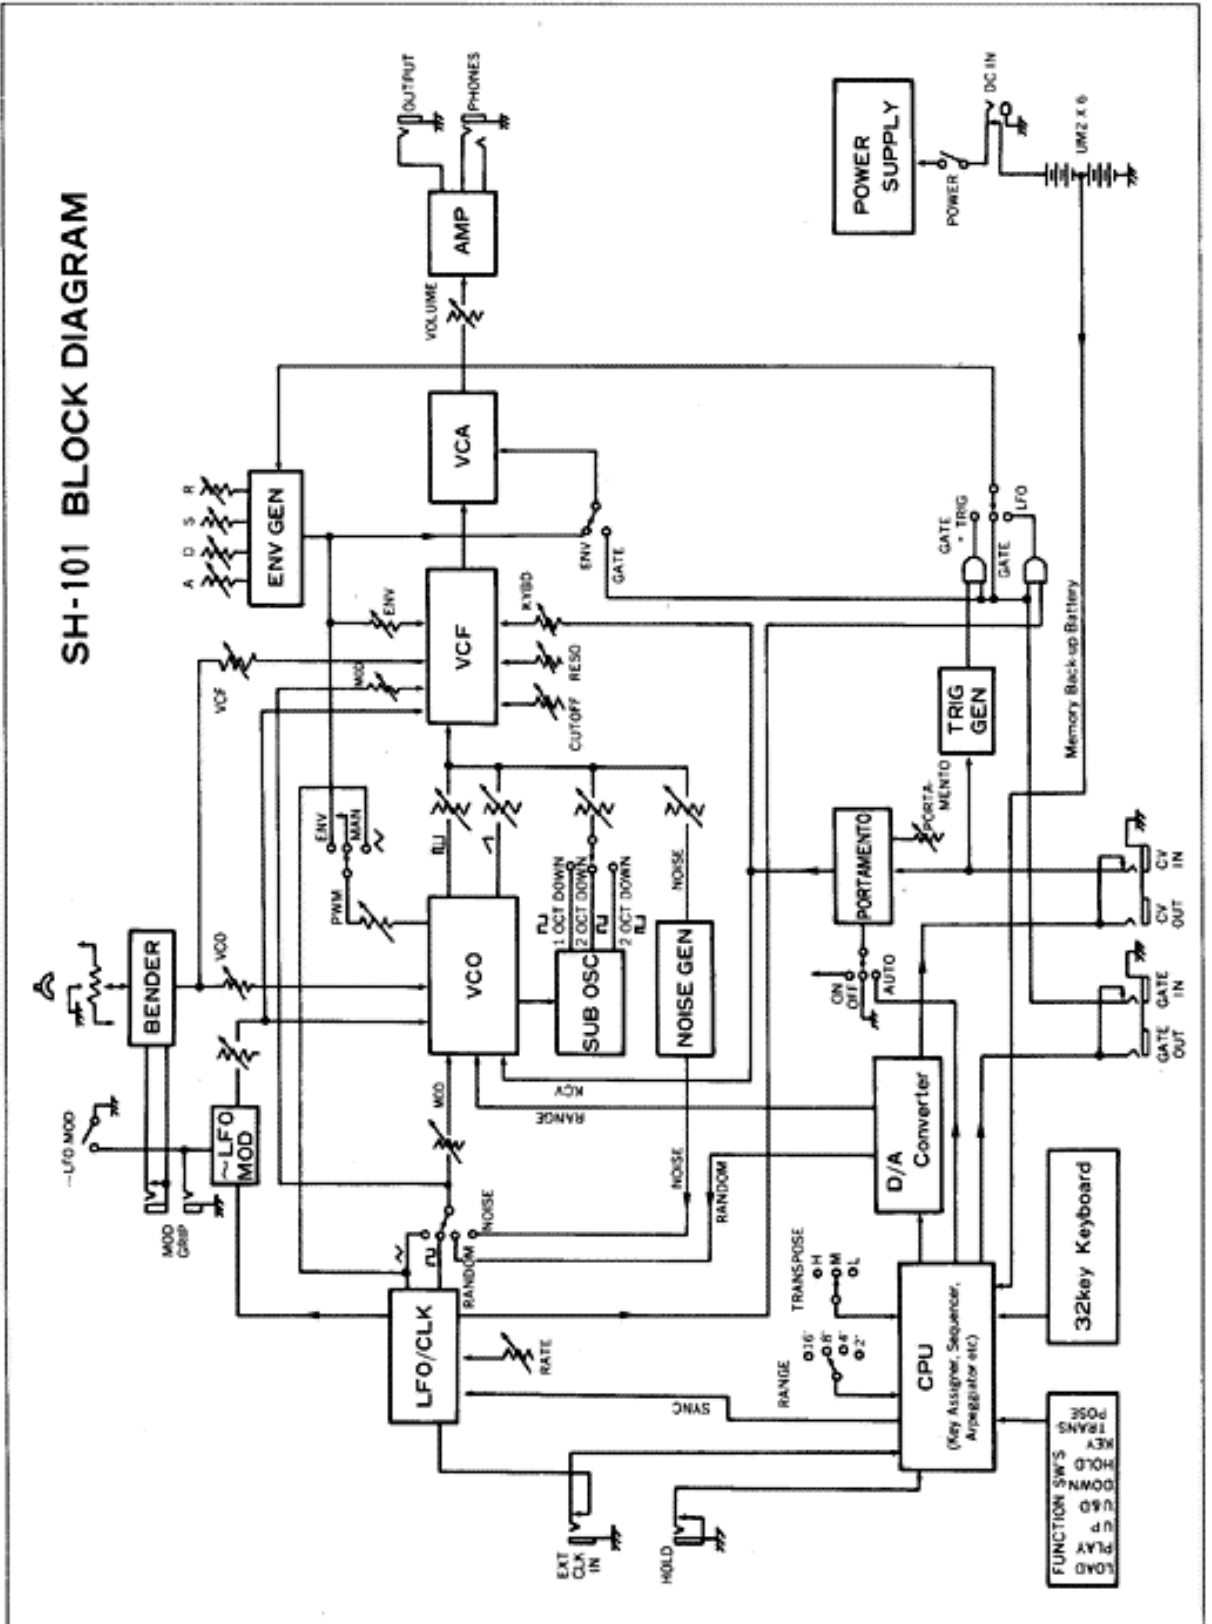 SH-101 BLOCK DIAGRAM
~LFO MOD
MOD
GRIP
~LFO
MOD
BENDER
VCO
VCF
A
D
S
R
ENV GEN
PWM
ENV
MAN
MOD
ENV
LFO/CLK
RATE
RANDOM
NOISE
MOD
VCO
VCF
VCA
VOLUME
AMP
OUTPUT
PHONES
KCV
RANGE
SUB OSC
1 OCT DOWN
2 OCT DOWN
2 OCT DOWN
CUTOFF
RESO
KYBD
ENV
GATE
EXT
CLK
IN
SYNC
NOISE
NOISE GEN
NOISE
HOLD
RANDOM
RANGE
16'
8'
4'
2'
TRANSPOSE
H
M
L
ON
OFF
AUTO
PORTAMENTO
PORTA-
MENTO
TRIG
GEN
GATE
+ TRIG
GATE
LFO
POWER
SUPPLY
POWER
DC IN
UM2 X 6
CPU
(Key Assigner, Sequencer,
Arpeggiator etc)
D/A
Converter
Memory Back-up Battery
FUNCTION SW'S
LOAD
PLAY
UP
U&D
DOWN
HOLD
KEY
TRANS-
POSE
32key Keyboard
GATE
OUT
GATE
IN
CV
OUT
CV
IN